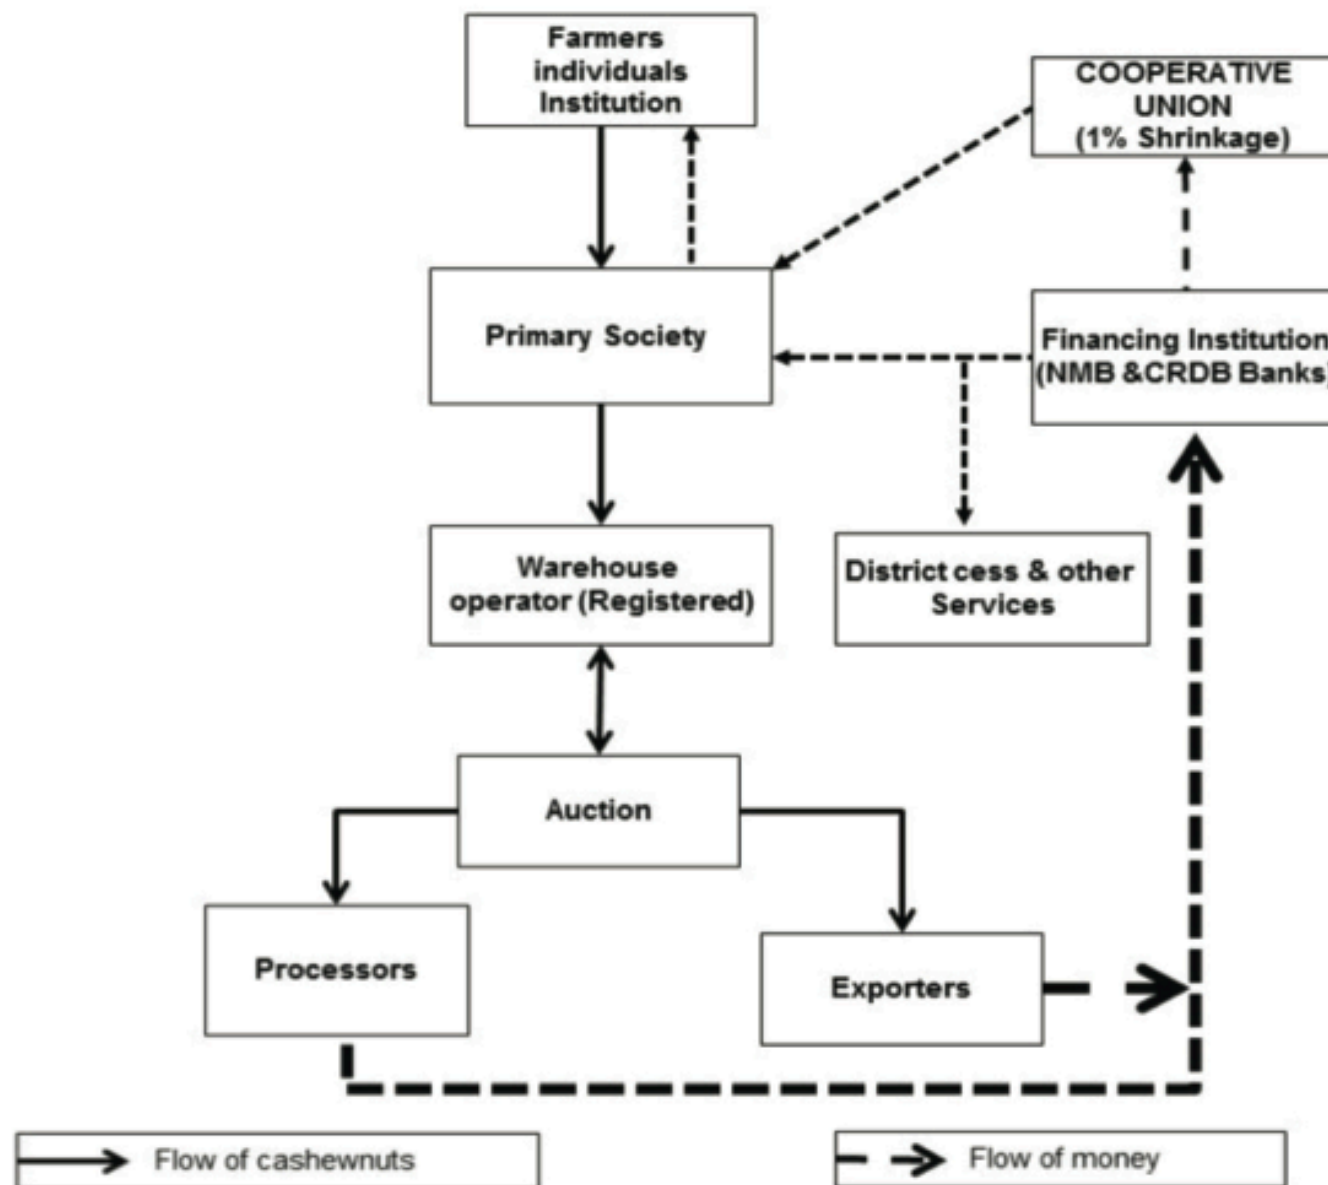 Farmers
individuals
Institution
COOPERATIVE
UNION
(1% Shrinkage)
Primary Society
Financing Institution
(NMB &CRDB Banks)
Warehouse
operator (Registered)
District cess & other
Services
Auction
Processors
Exporters
Flow of cashewnuts
Flow of money